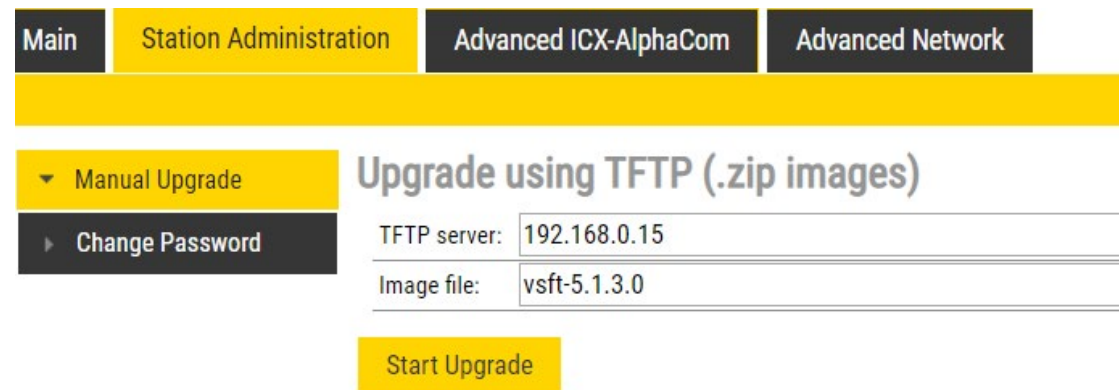 Main Station Administration Advanced ICX-AlphaCom Advanced Network
Manual Upgrade
Change Password
Upgrade using TFTP (.zip images)
TFTP server: 192.168.0.15
Image file: vsft-5.1.3.0
Start Upgrade